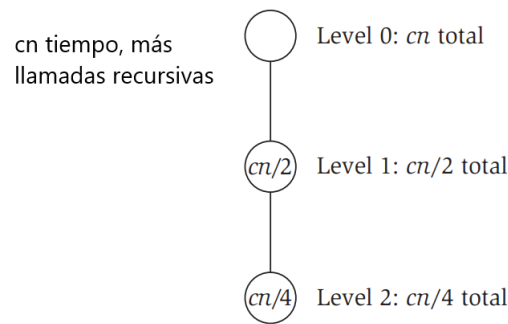 cn tiempo, más
llamadas recursivas
Level 0: cn total
cn/2
Level 1: cn/2 total
cn/4
Level 2: cn/4 total